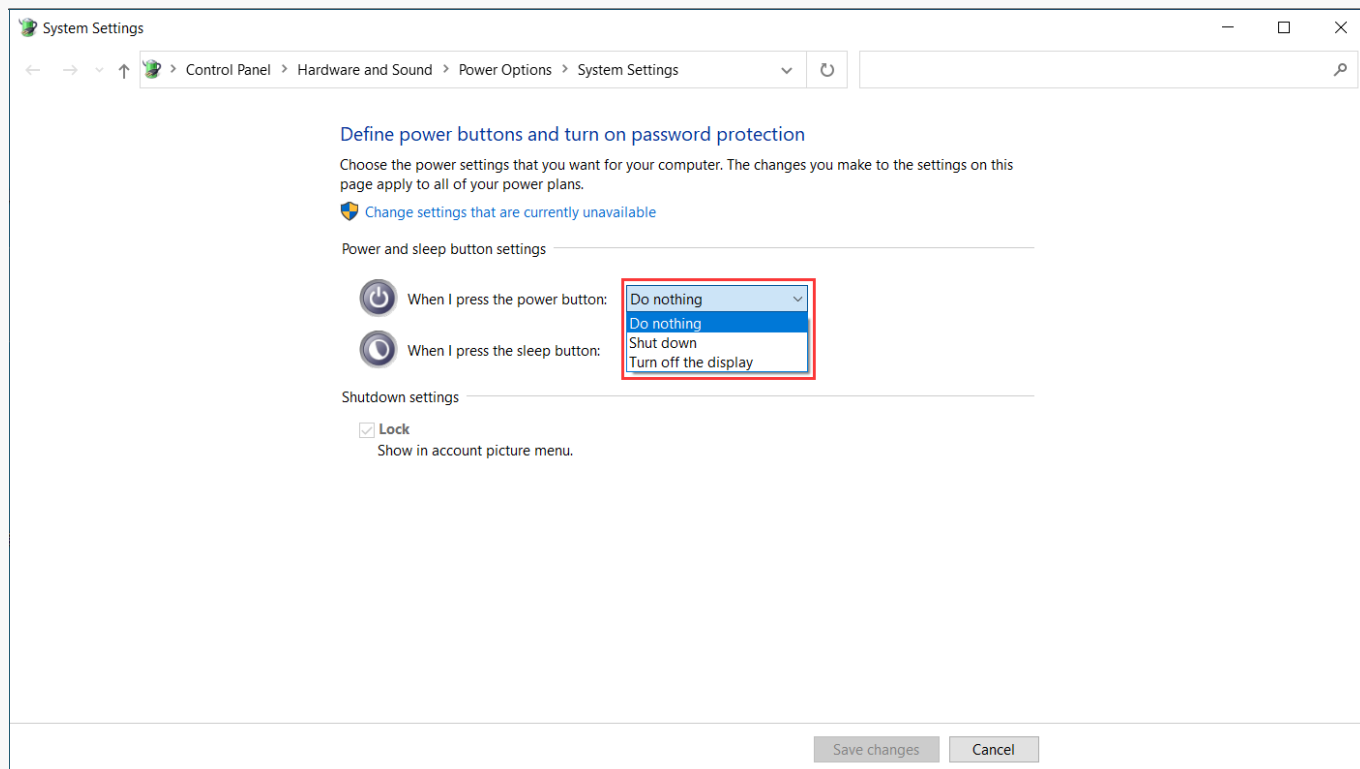 System Settings
Control Panel > Hardware and Sound > Power Options > System Settings
Define power buttons and turn on password protection
Choose the power settings that you want for your computer. The changes you make to the settings on this
page apply to all of your power plans.
Change settings that are currently unavailable
Power and sleep button settings
When I press the power button: Do nothing
Do nothing
Shut down
Turn off the display
When I press the sleep button:
Shutdown settings
Lock
Show in account picture menu.
Save changes Cancel